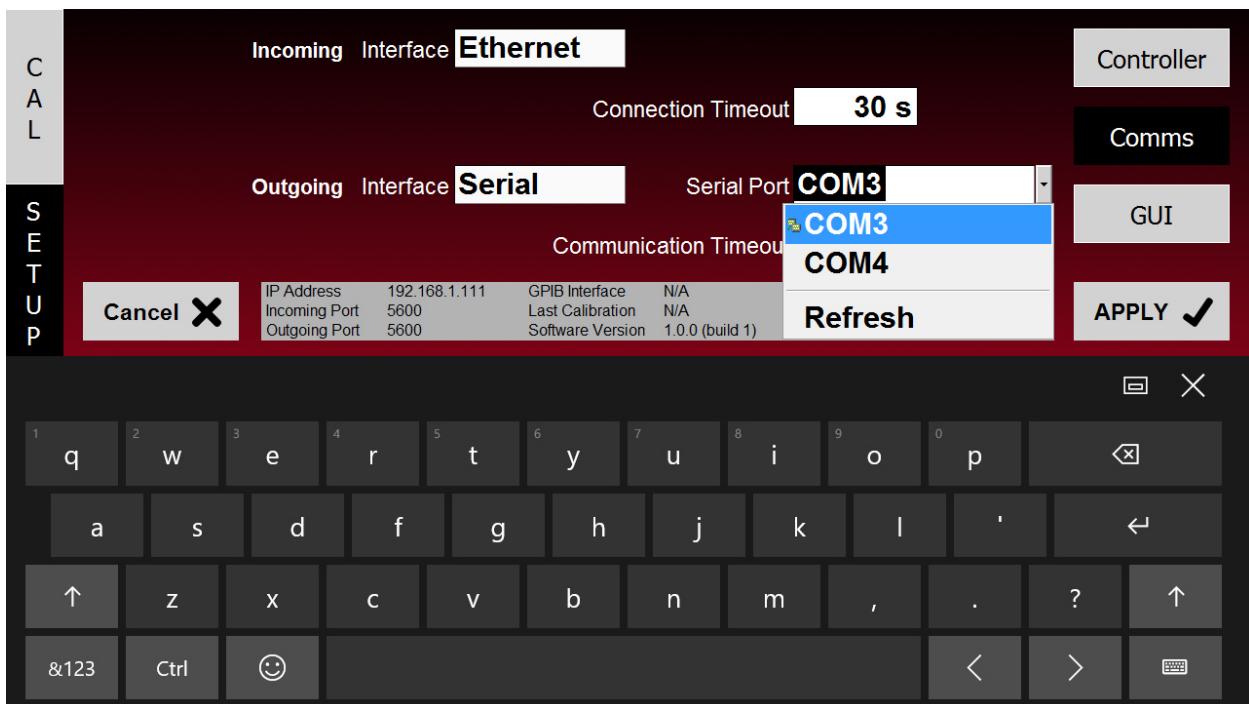 CAL
SETUP
Incoming Interface Ethernet
Controller
Connection Timeout 30 s
Comms
Outgoing Interface Serial Serial Port COM3
COM3
GUI
Communication Timeou
COM4
Cancel
IP Address 192.168.1.111 GPIB Interface N/A
Incoming Port 5600 Last Calibration N/A
Outgoing Port 5600 Software Version 1.0.0 (build 1)
Refresh
APPLY
1 q 2 w 3 e 4 r 5 t 6 y 7 u 8 i 9 o 0 p
a s d f g h j k l '
z x c v b n m , . ?
&123 Ctrl < >